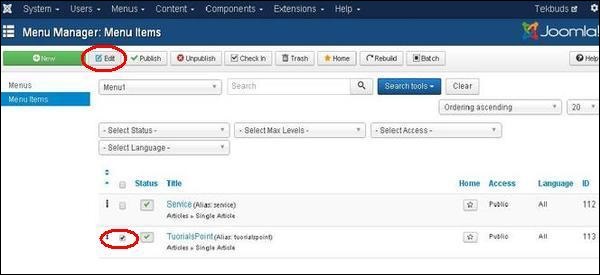 System Users Menus Content Components Extensions Help Tekbuds
Menu Manager: Menu Items Joomla!
New Edit Publish Unpublish Check In Trash Home Rebuild Batch Help
Menus
Menu Items
Menu1 Search Search tools Clear
Ordering ascending 20
- Select Status - - Select Max Levels - - Select Access -
- Select Language -
Status Title Home Access Language ID
Service (Alias: service) Public All 112
Articles » Single Article
TuorialsPoint (Alias: tuorialspoint) Public All 113
Articles » Single Article